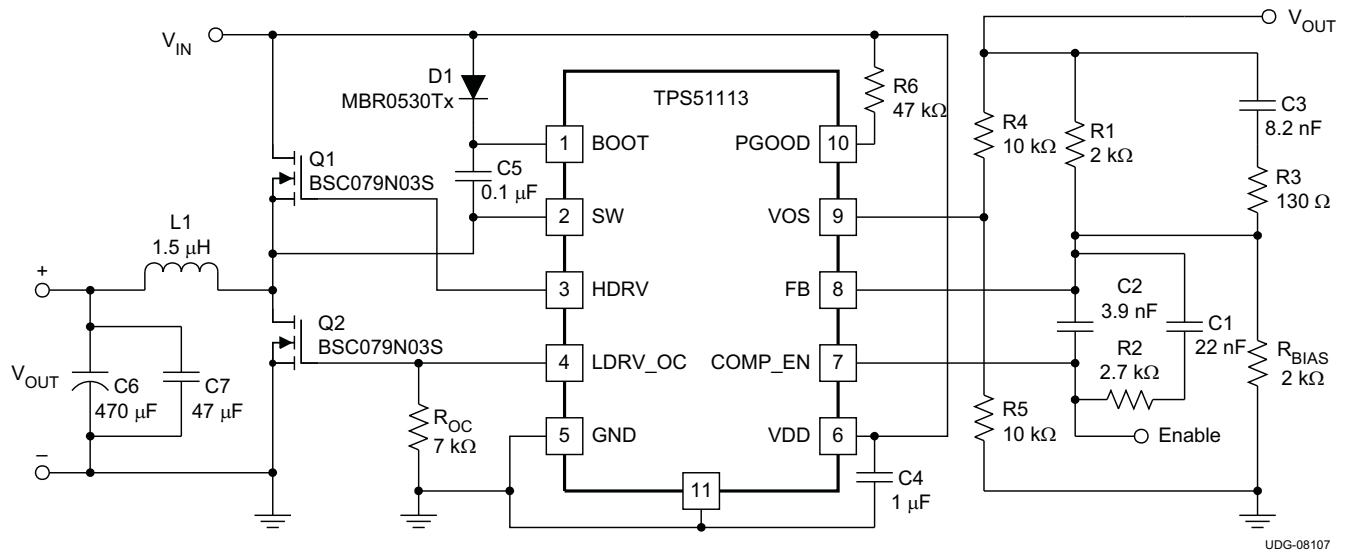 V_IN
D1
MBR0530Tx
TPS51113
R6
47 kΩ
V_OUT
C3
8.2 nF
R4
10 kΩ
R1
2 kΩ
R3
130 Ω
1
BOOT
PGOOD
10
Q1
BSC079N03S
C5
0.1 μF
2
SW
VOS
9
L1
1.5 μH
+
3
HDRV
FB
8
C2
3.9 nF
C1
22 nF
Q2
BSC079N03S
4
LDRV_OC
COMP_EN
7
R2
2.7 kΩ
R_BIAS
2 kΩ
V_OUT
C6
470 μF
C7
47 μF
R_OC
7 kΩ
5
GND
VDD
6
R5
10 kΩ
Enable
–
11
C4
1 μF
UDG-08107